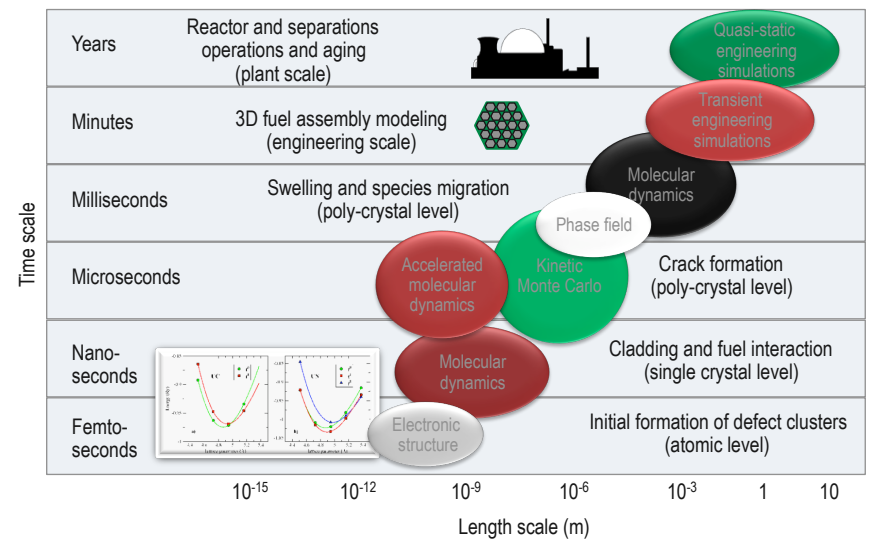 Years
Reactor and separations
operations and aging
(plant scale)
Quasi-static
engineering
simulations
Minutes
3D fuel assembly modeling
(engineering scale)
Transient
engineering
simulations
Milliseconds
Swelling and species migration
(poly-crystal level)
Molecular
dynamics
Phase field
Time scale
Microseconds
Accelerated
molecular
dynamics
Kinetic
Monte Carlo
Crack formation
(poly-crystal level)
Nano-
seconds
UC
UN
Molecular
dynamics
Cladding and fuel interaction
(single crystal level)
Femto-
seconds
Electronic
structure
Initial formation of defect clusters
(atomic level)
10-15
10-12
10-9
10-6
10-3
1
10
Length scale (m)